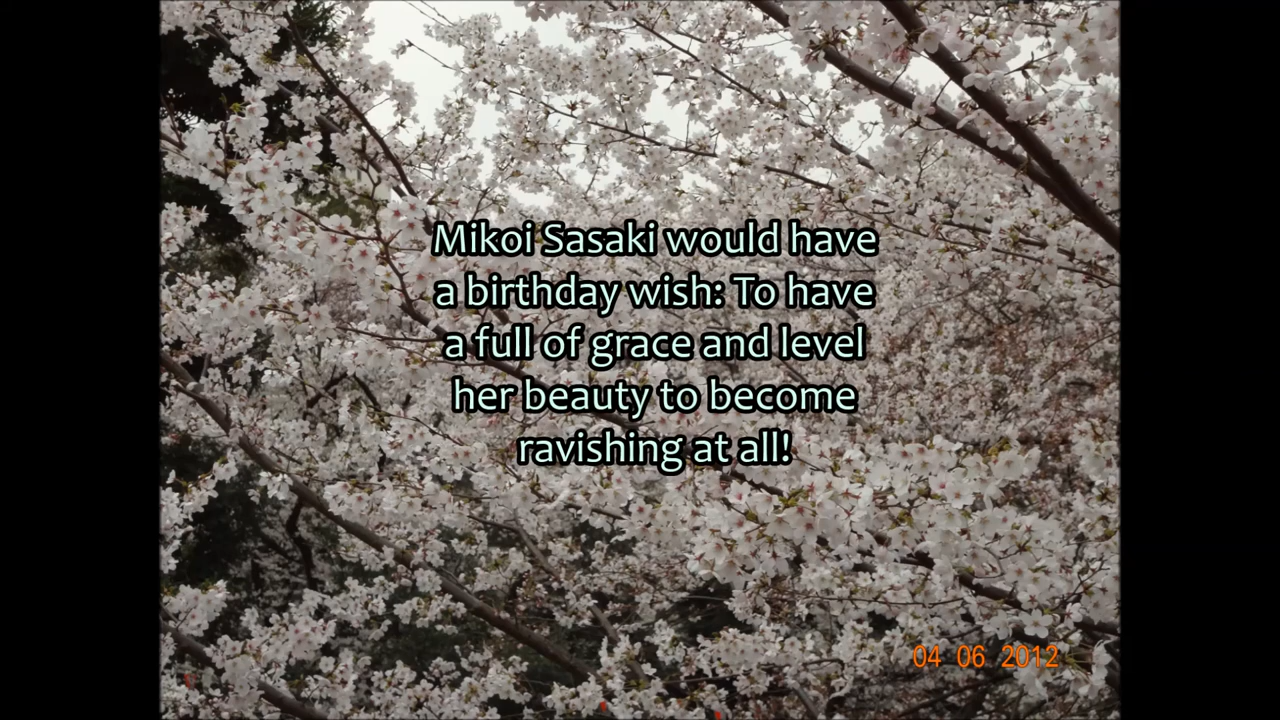 Mikoi Sasaki would have
a birthday wish: To have
a full of grace and level
her beauty to become
ravishing at all!
04 06 2012